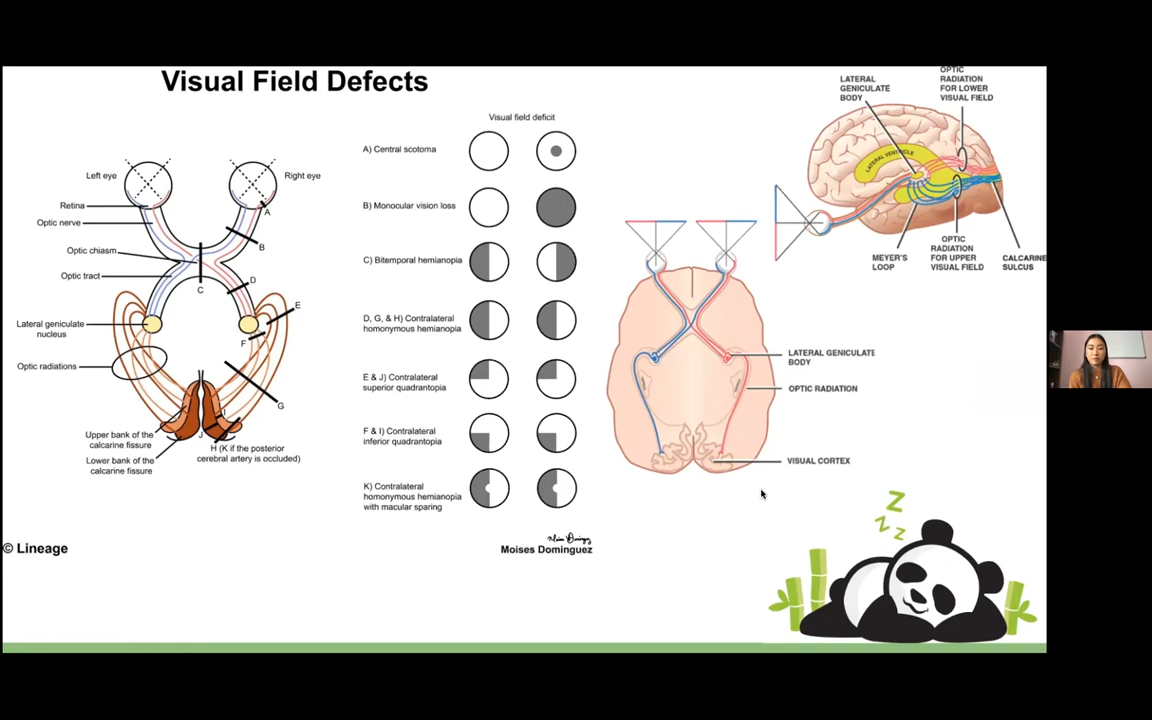 Visual Field Defects
Left eye
Right eye
Retina
Optic nerve
Optic chiasm
Optic tract
Lateral geniculate
nucleus
Optic radiations
Upper bank of the
calcarine fissure
Lower bank of the
calcarine fissure
A
B
C
D
E
F
G
I
J
H (K if the posterior
cerebral artery is occluded)
© Lineage
Visual field deficit
A) Central scotoma
B) Monocular vision loss
C) Bitemporal hemianopia
D, G, & H) Contralateral
homonymous hemianopia
E & J) Contralateral
superior quadrantopia
F & I) Contralateral
inferior quadrantopia
K) Contralateral
homonymous hemianopia
with macular sparing
Moises Dominguez
LATERAL GENICULATE
BODY
OPTIC RADIATION
VISUAL CORTEX
LATERAL
GENICULATE
BODY
OPTIC
RADIATION
FOR LOWER
VISUAL FIELD
LATERAL VENTRICLE
MEYER'S
LOOP
OPTIC
RADIATION
FOR UPPER
VISUAL FIELD
CALCARINE
SULCUS
Z
Z
Z